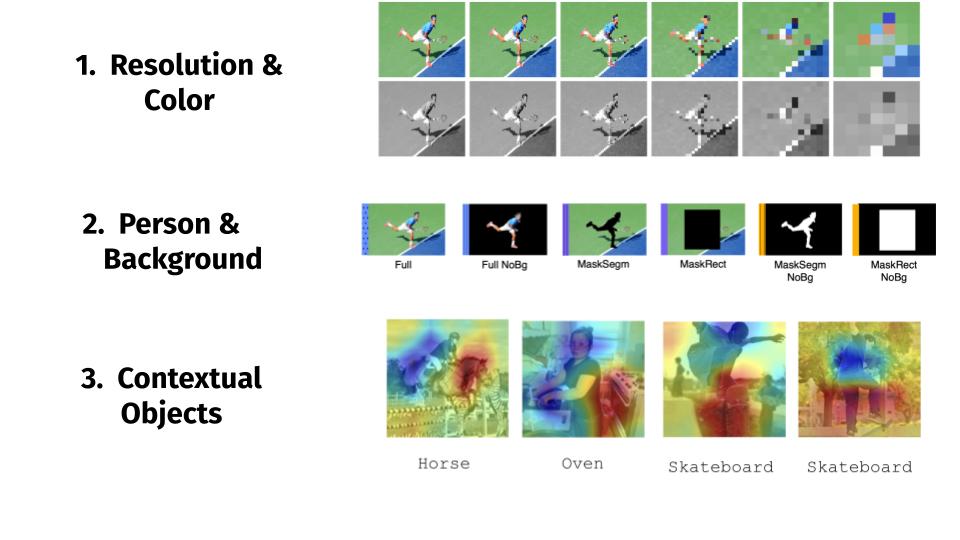 1. Resolution &
Color
2. Person &
Background
Full
Full NoBg
MaskSegm
MaskRect
MaskSegm
NoBg
MaskRect
NoBg
3. Contextual
Objects
Horse
Oven
Skateboard
Skateboard